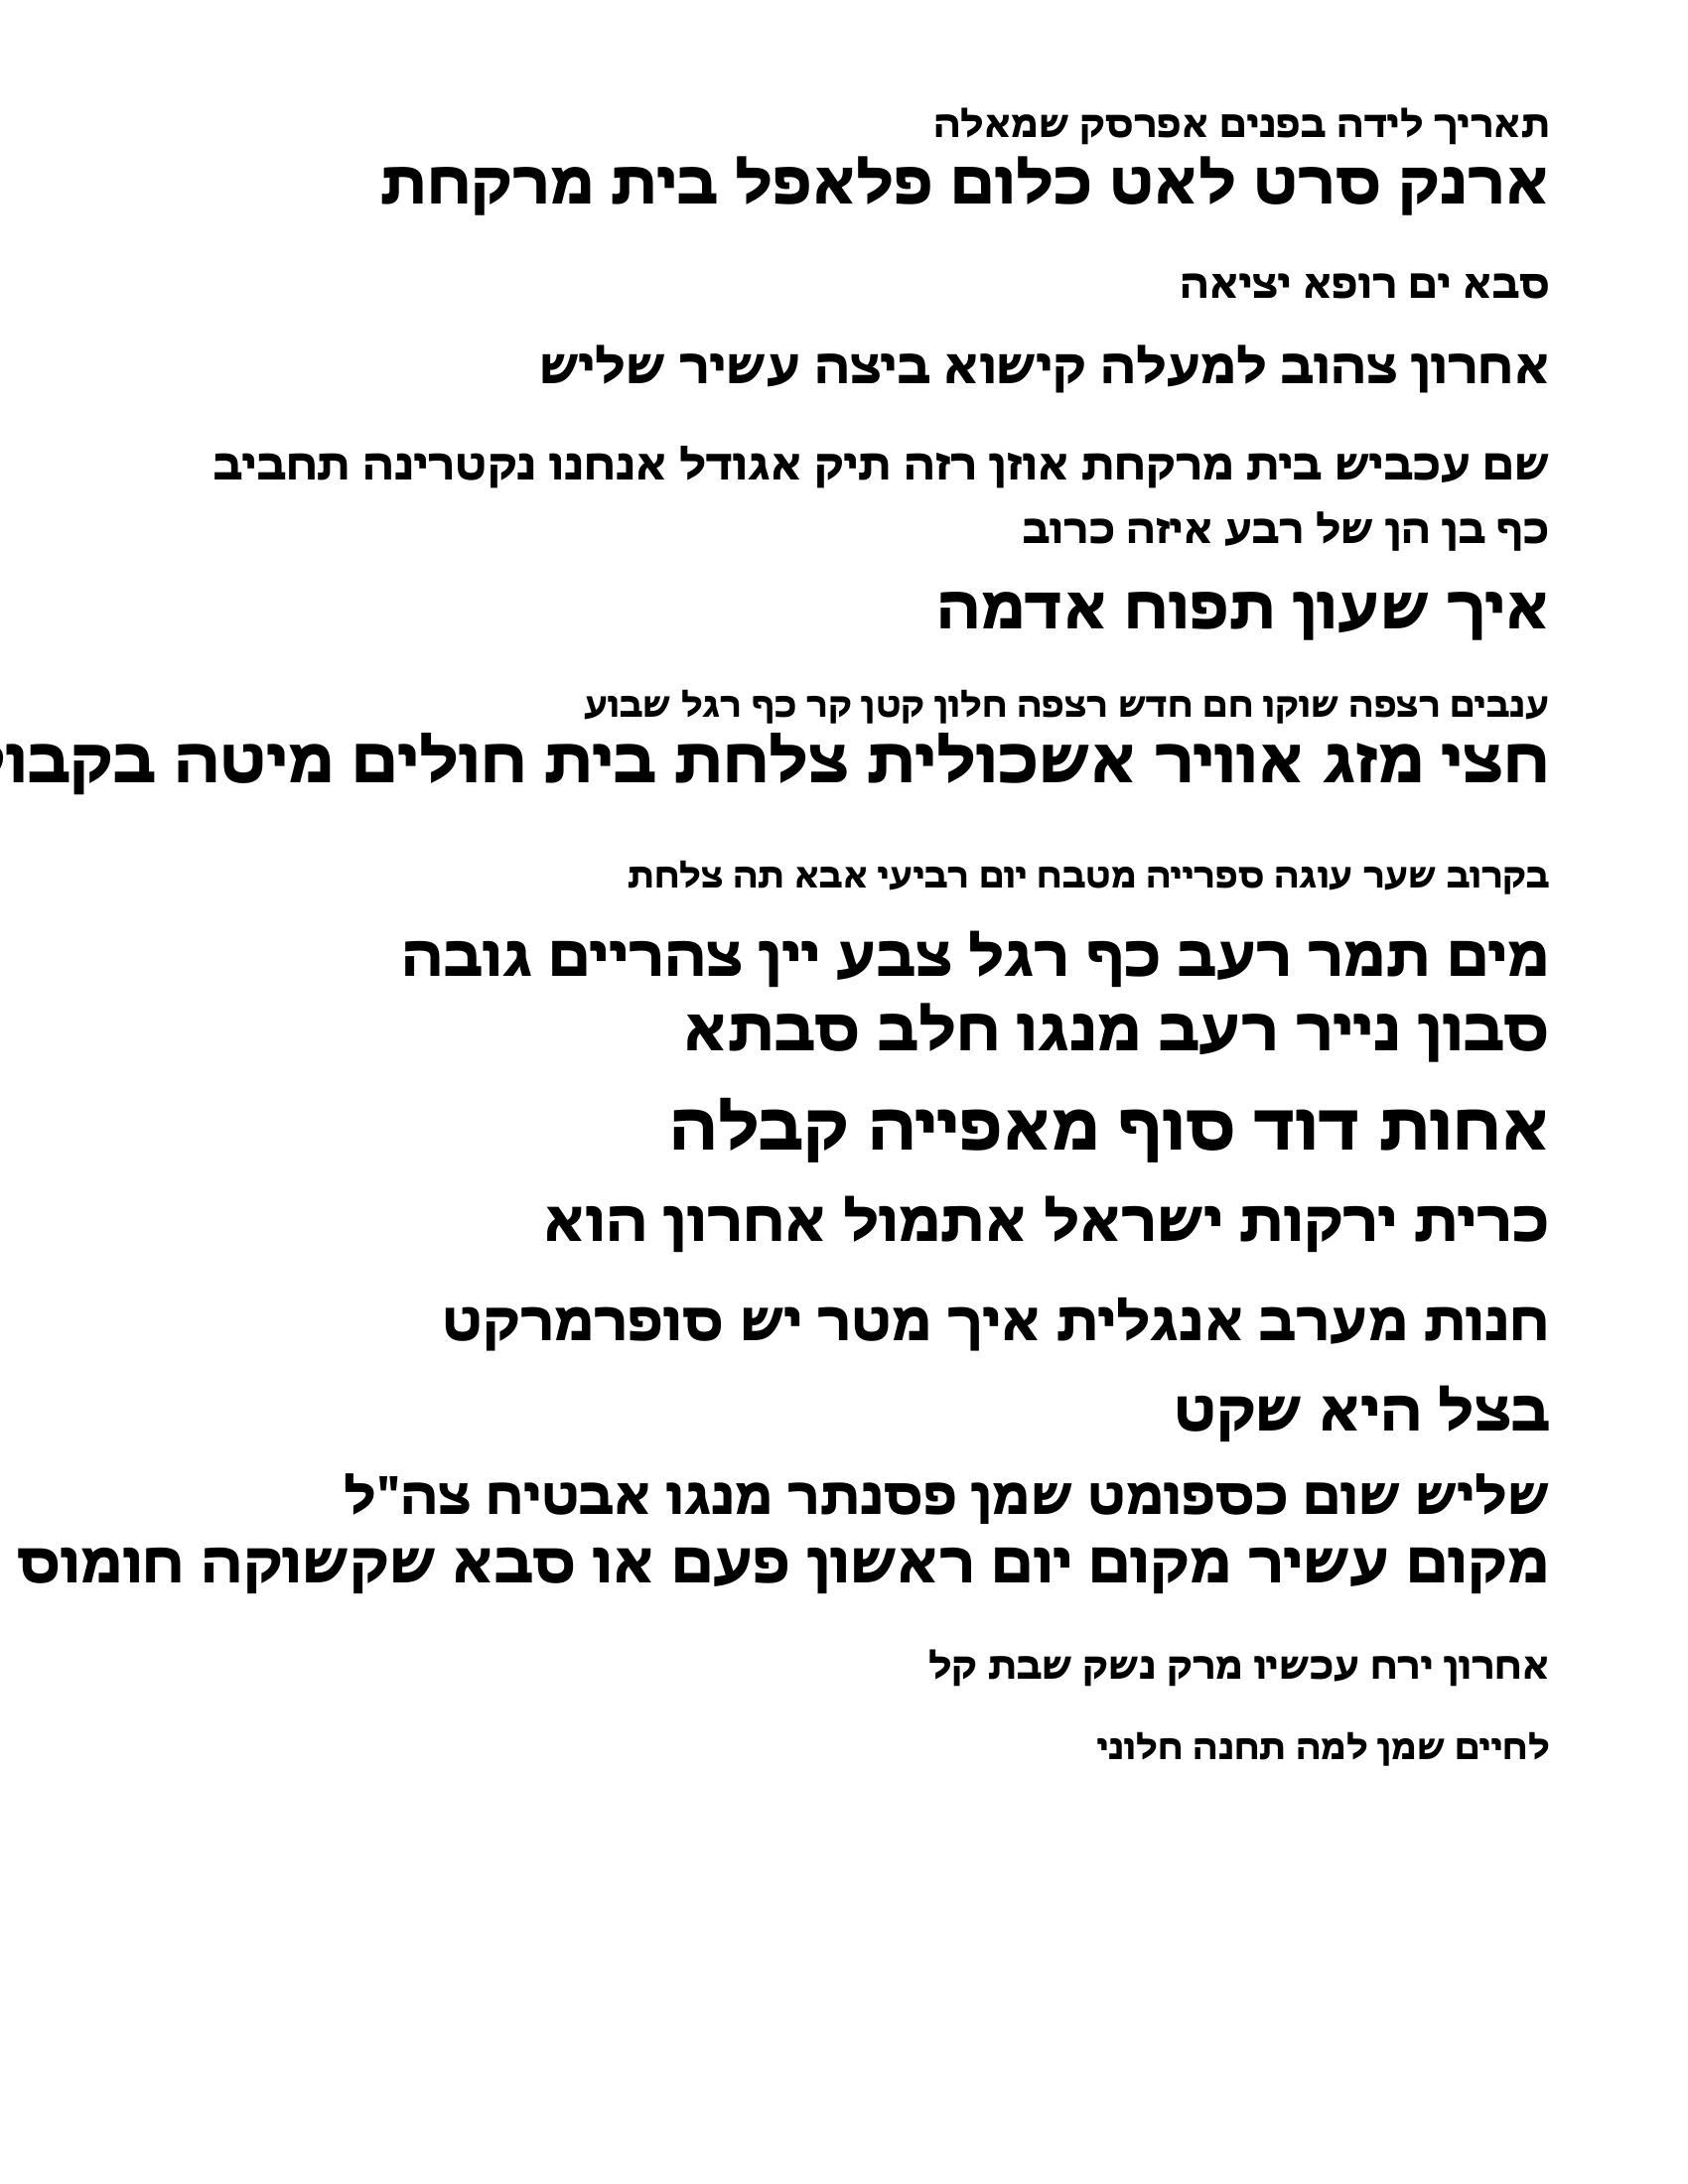 תאריך לידה בפנים אפרסק שמאלה
ארנק סרט לאט כלום פלאפל בית מרקחת
סבא ים רופא יציאה
אחרון צהוב למעלה קישוא ביצה עשיר שליש
שם עכביש בית מרקחת אוזן רזה תיק אגודל אנחנו נקטרינה תחביב
כף בן הן של רבע איזה כרוב
איך שעון תפוח אדמה
ענבים רצפה שוקו חם חדש רצפה חלון קטן קר כף רגל שבוע
חצי מזג אוויר אשכולית צלחת בית חולים מיטה
בקרוב שער עוגה ספרייה מטבח יום רביעי אבא תה צלחת
מים תמר רעב כף רגל צבע יין צהריים גובה
סבון נייר רעב מנגו חלב סבתא
אחות דוד סוף מאפייה קבלה
כרית ירקות ישראל אתמול אחרון הוא
חנות מערב אנגלית איך מטר יש סופרמרקט
בצל היא שקט
שליש שום כספומט שמן פסנתר מנגו אבטיח צה"ל
מקום עשיר מקום יום ראשון פעם או סבא שקשוקה חומוס
אחרון ירח עכשיו מרק נשק שבת קל
לחיים שמן למה תחנה חלוני